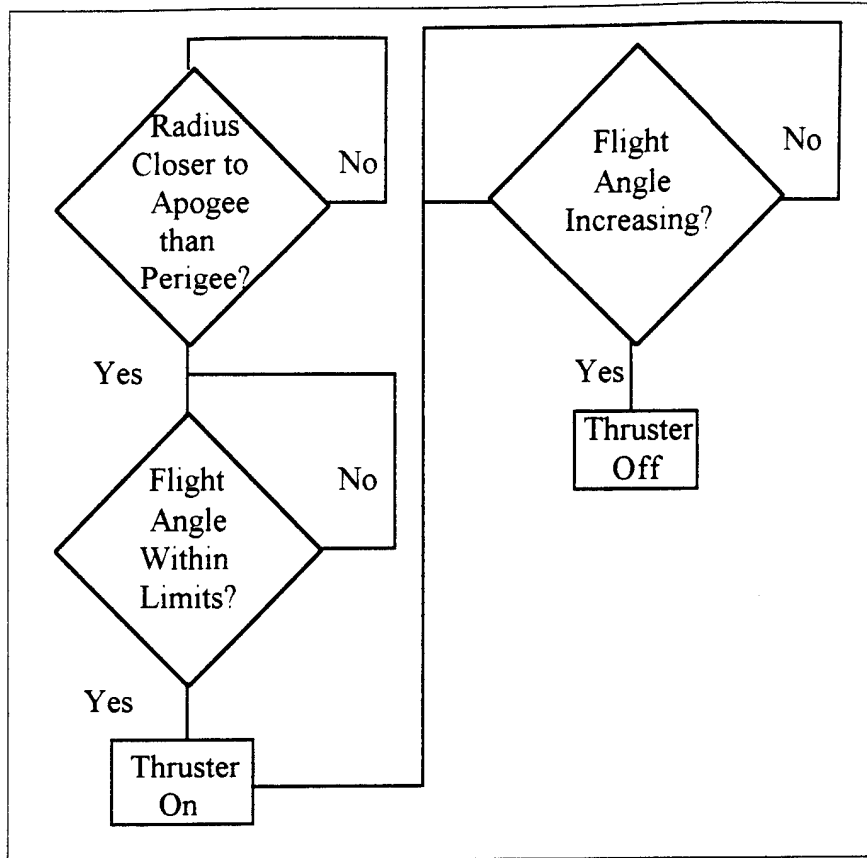 Radius
Closer to
Apogee
than
Perigee?
No
Yes
Flight
Angle
Within
Limits?
No
Yes
Thruster
On
Flight
Angle
Increasing?
No
Yes
Thruster
Off